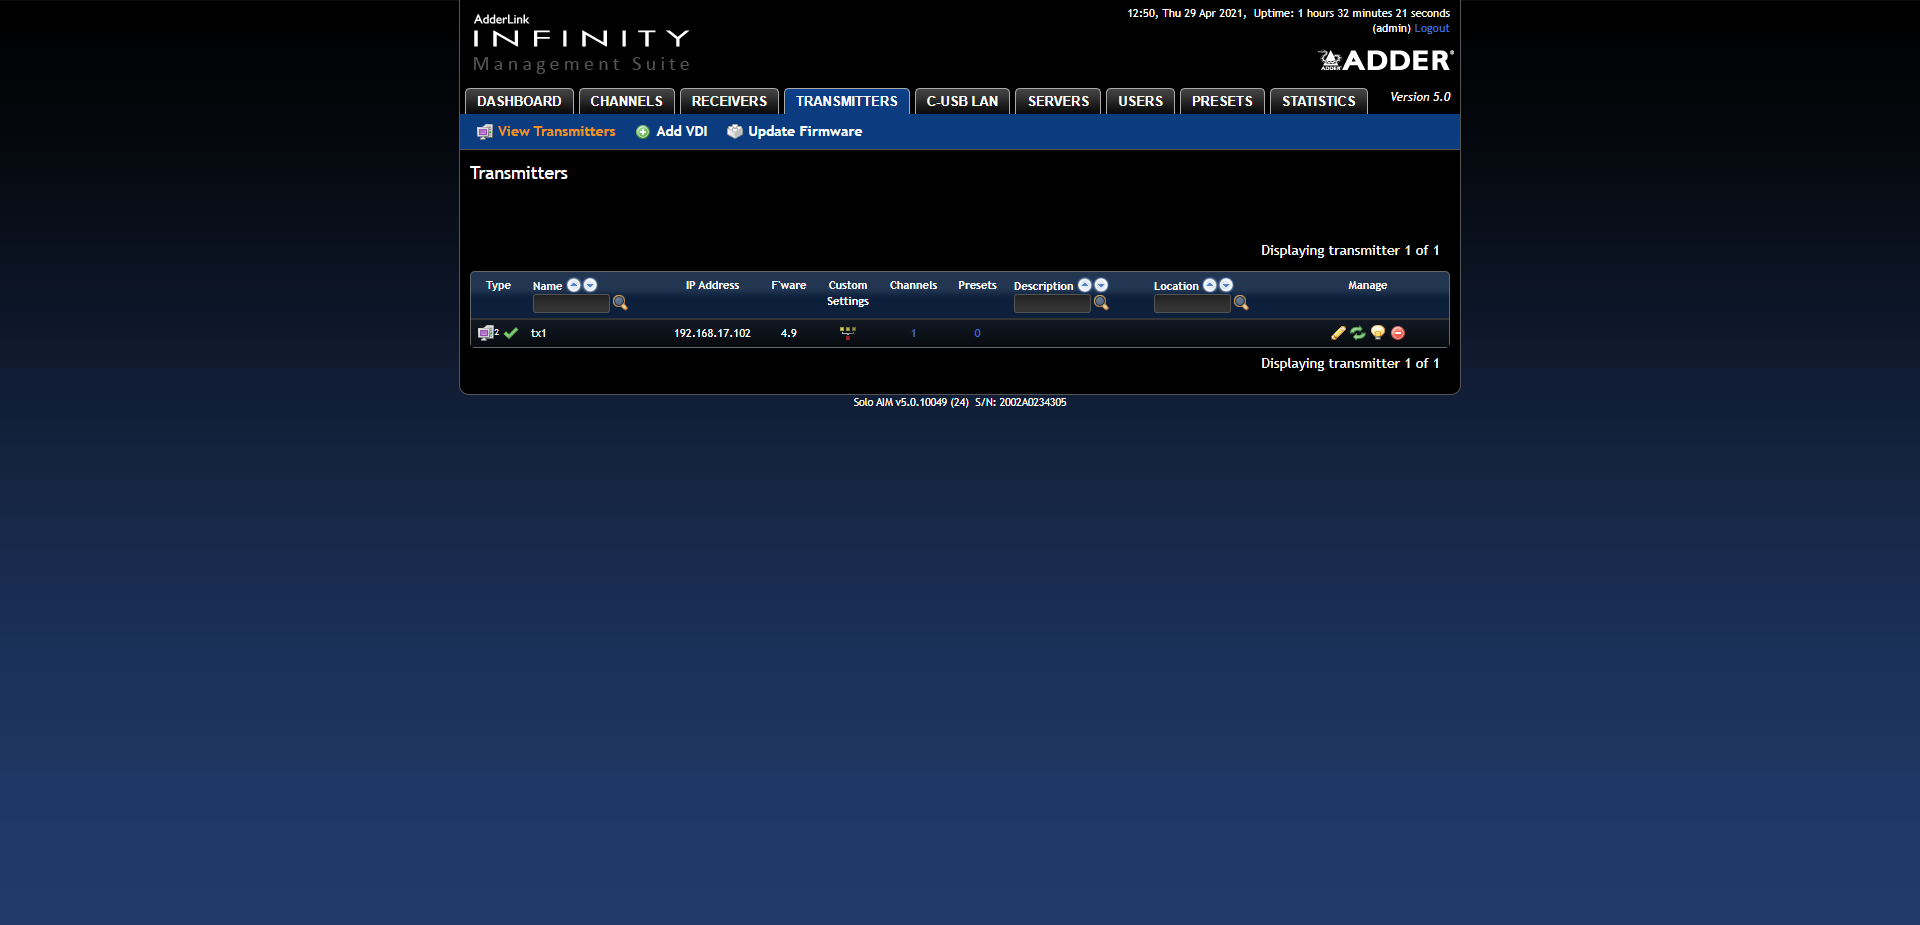 AdderLink
INFINITY
Management Suite
12:50, Thu 29 Apr 2021, Uptime: 1 hours 32 minutes 21 seconds
(admin) Logout
ADDER
ADDER®
DASHBOARD CHANNELS RECEIVERS TRANSMITTERS C-USB LAN SERVERS USERS PRESETS STATISTICS Version 5.0
View Transmitters Add VDI Update Firmware
Transmitters
Displaying transmitter 1 of 1
Type Name IP Address F'ware Custom Settings Channels Presets Description Location Manage
2 tx1 192.168.17.102 4.9 1 0
Displaying transmitter 1 of 1
Solo AIM v5.0.10049 (24) S/N: 2002A0234305